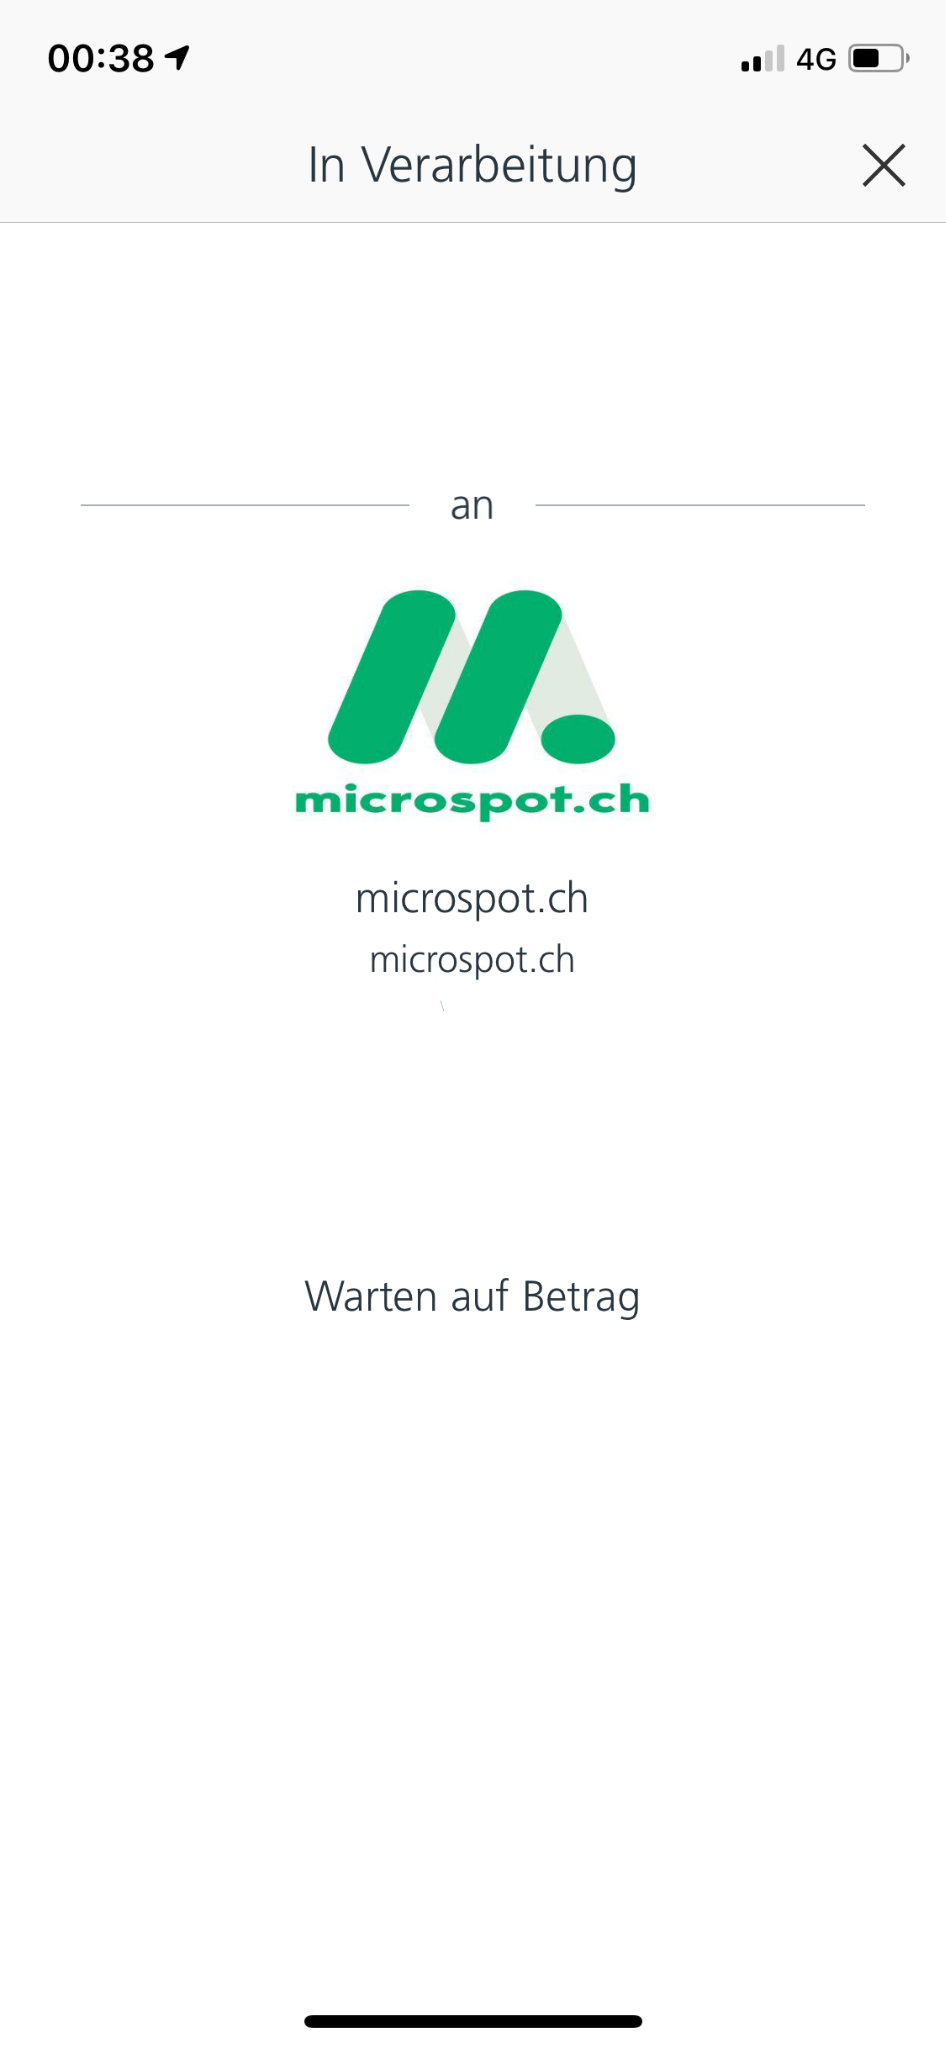 00:38
4G
In Verarbeitung
an
microspot.ch
microspot.ch
microspot.ch
Warten auf Betrag